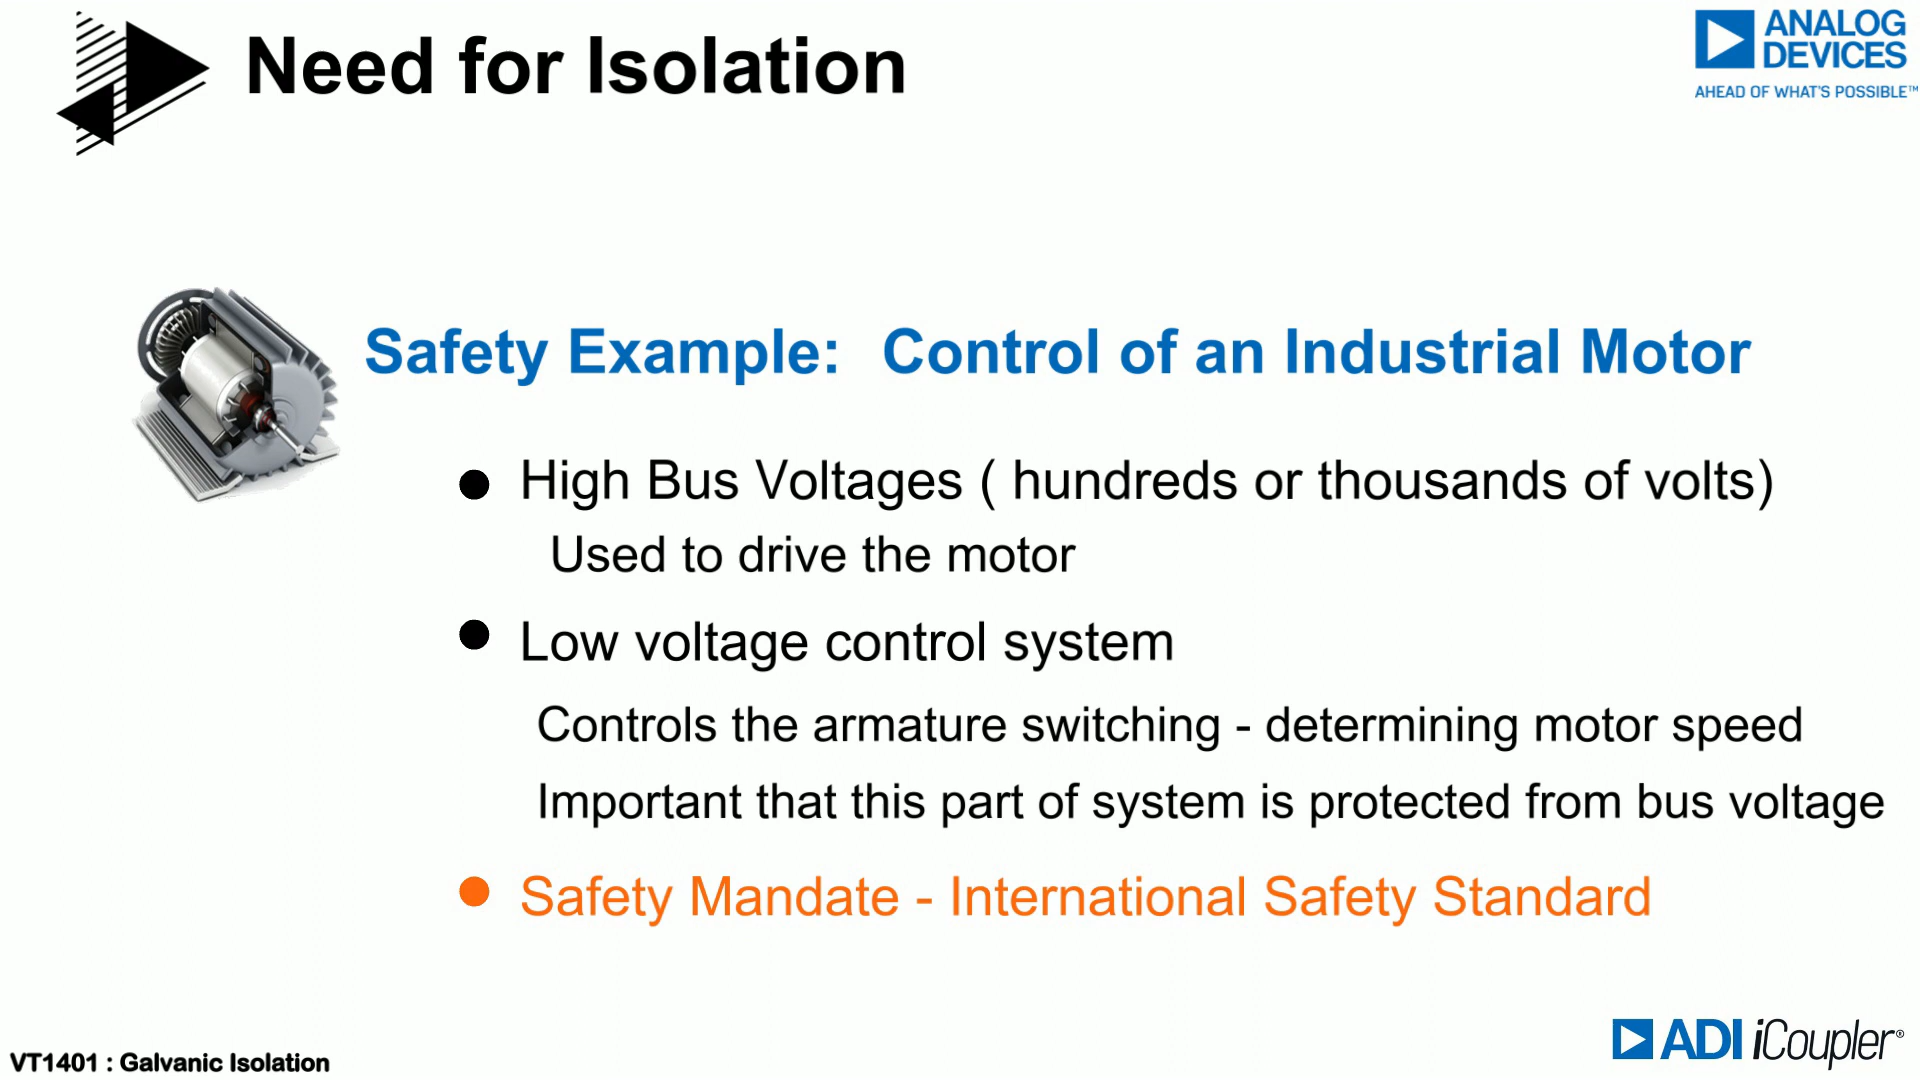 Need for Isolation
ANALOG
DEVICES
AHEAD OF WHAT'S POSSIBLE™
Safety Example: Control of an Industrial Motor
● High Bus Voltages ( hundreds or thousands of volts)
Used to drive the motor
● Low voltage control system
Controls the armature switching - determining motor speed
Important that this part of system is protected from bus voltage
● Safety Mandate - International Safety Standard
VT1401 : Galvanic Isolation
ADI iCoupler®